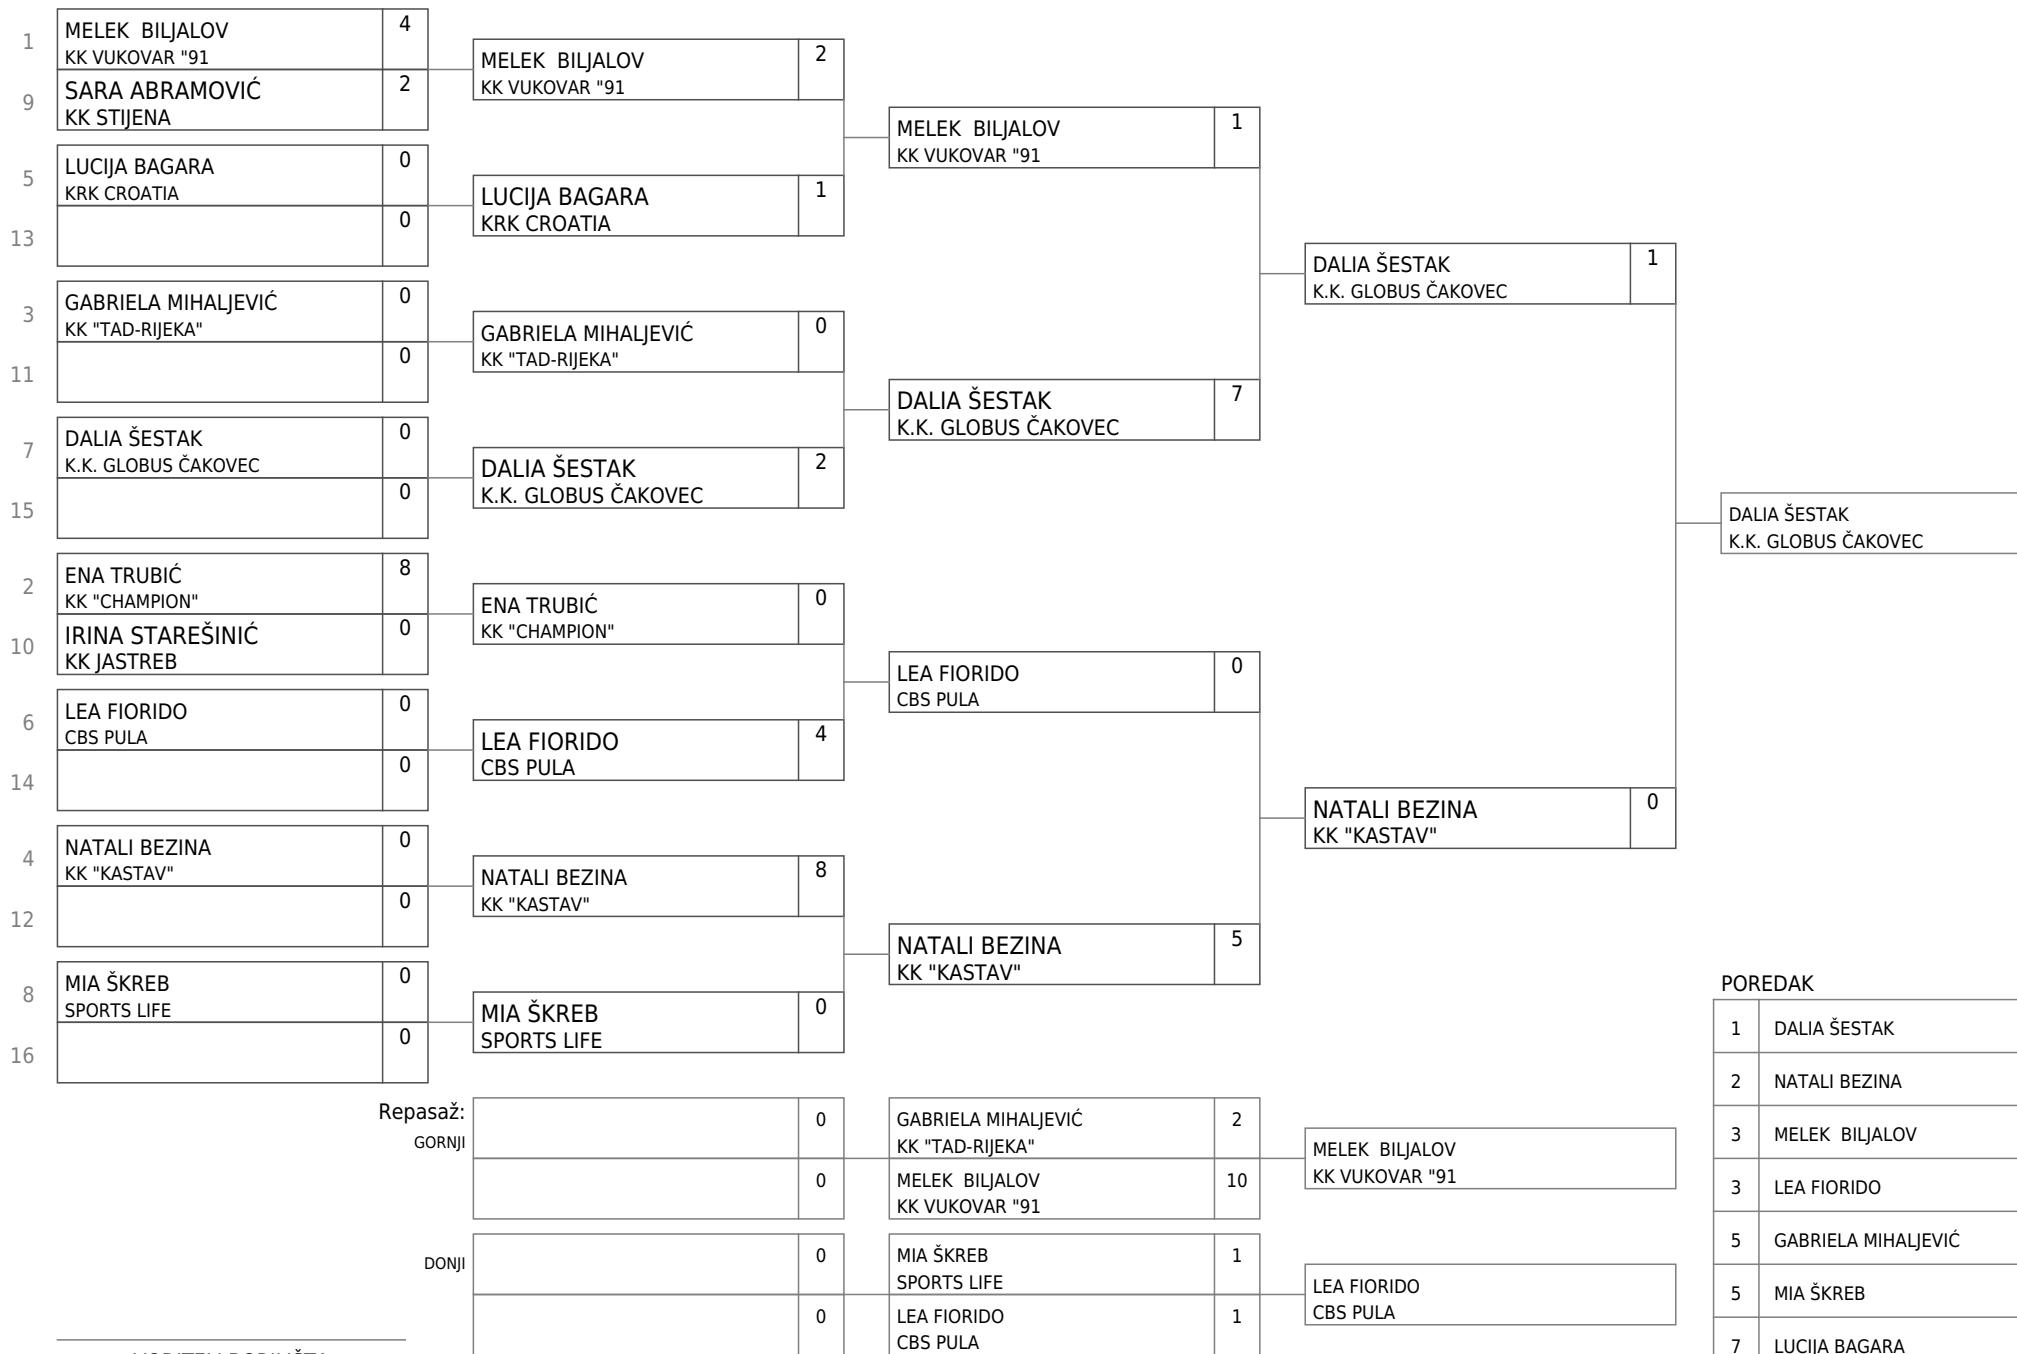 1
MELEK BILJALOV
KK VUKOVAR "91
4
9
SARA ABRAMOVIĆ
KK STIJENA
2
5
LUCIJA BAGARA
KRK CROATIA
0
13
0
3
GABRIELA MIHALJEVIĆ
KK "TAD-RIJEKA"
0
11
0
7
DALIA ŠESTAK
K.K. GLOBUS ČAKOVEC
0
15
0
2
ENA TRUBIĆ
KK "CHAMPION"
8
10
IRINA STAREŠINIĆ
KK JASTREB
0
6
LEA FIORIDO
CBS PULA
0
14
0
4
NATALI BEZINA
KK "KASTAV"
0
12
0
8
MIA ŠKREB
SPORTS LIFE
0
16
0
MELEK BILJALOV
KK VUKOVAR "91
2
LUCIJA BAGARA
KRK CROATIA
1
GABRIELA MIHALJEVIĆ
KK "TAD-RIJEKA"
0
DALIA ŠESTAK
K.K. GLOBUS ČAKOVEC
2
ENA TRUBIĆ
KK "CHAMPION"
0
LEA FIORIDO
CBS PULA
4
NATALI BEZINA
KK "KASTAV"
8
MIA ŠKREB
SPORTS LIFE
0
MELEK BILJALOV
KK VUKOVAR "91
1
DALIA ŠESTAK
K.K. GLOBUS ČAKOVEC
7
LEA FIORIDO
CBS PULA
0
NATALI BEZINA
KK "KASTAV"
5
DALIA ŠESTAK
K.K. GLOBUS ČAKOVEC
1
NATALI BEZINA
KK "KASTAV"
0
DALIA ŠESTAK
K.K. GLOBUS ČAKOVEC
Repasaž:
GORNJI
0
0
GABRIELA MIHALJEVIĆ
KK "TAD-RIJEKA"
2
MELEK BILJALOV
KK VUKOVAR "91
10
MELEK BILJALOV
KK VUKOVAR "91
DONJI
0
0
MIA ŠKREB
SPORTS LIFE
1
LEA FIORIDO
CBS PULA
1
LEA FIORIDO
CBS PULA
POREDAK
1 DALIA ŠESTAK
2 NATALI BEZINA
3 MELEK BILJALOV
3 LEA FIORIDO
5 GABRIELA MIHALJEVIĆ
5 MIA ŠKREB
7 LUCIJA BAGARA